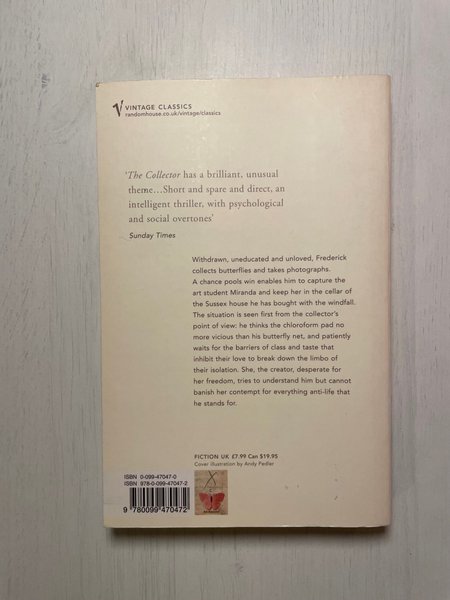 VINTAGE CLASSICS
randomhouse.co.uk/vintage/classics
'The Collector has a brilliant, unusual
theme...Short and spare and direct, an
intelligent thriller, with psychological
and social overtones'
Sunday Times
Withdrawn, uneducated and unloved, Frederick
collects butterflies and takes photographs.
A chance pools win enables him to capture the
art student Miranda and keep her in the cellar of
the Sussex house he has bought with the windfall.
The situation is seen first from the collector's
point of view: he thinks the chloroform pad no
more vicious than his butterfly net, and patiently
waits for the barriers of class and taste that
inhibit their love to break down the limbo of
their isolation. She, the creator, desperate for
her freedom, tries to understand him but cannot
banish her contempt for everything anti-life that
he stands for.
FICTION UK £7.99 Can $19.95
Cover illustration by Andy Pedler
ISBN 0-099-47047-0
ISBN 978-0-099-47047-2
9 780099 470472